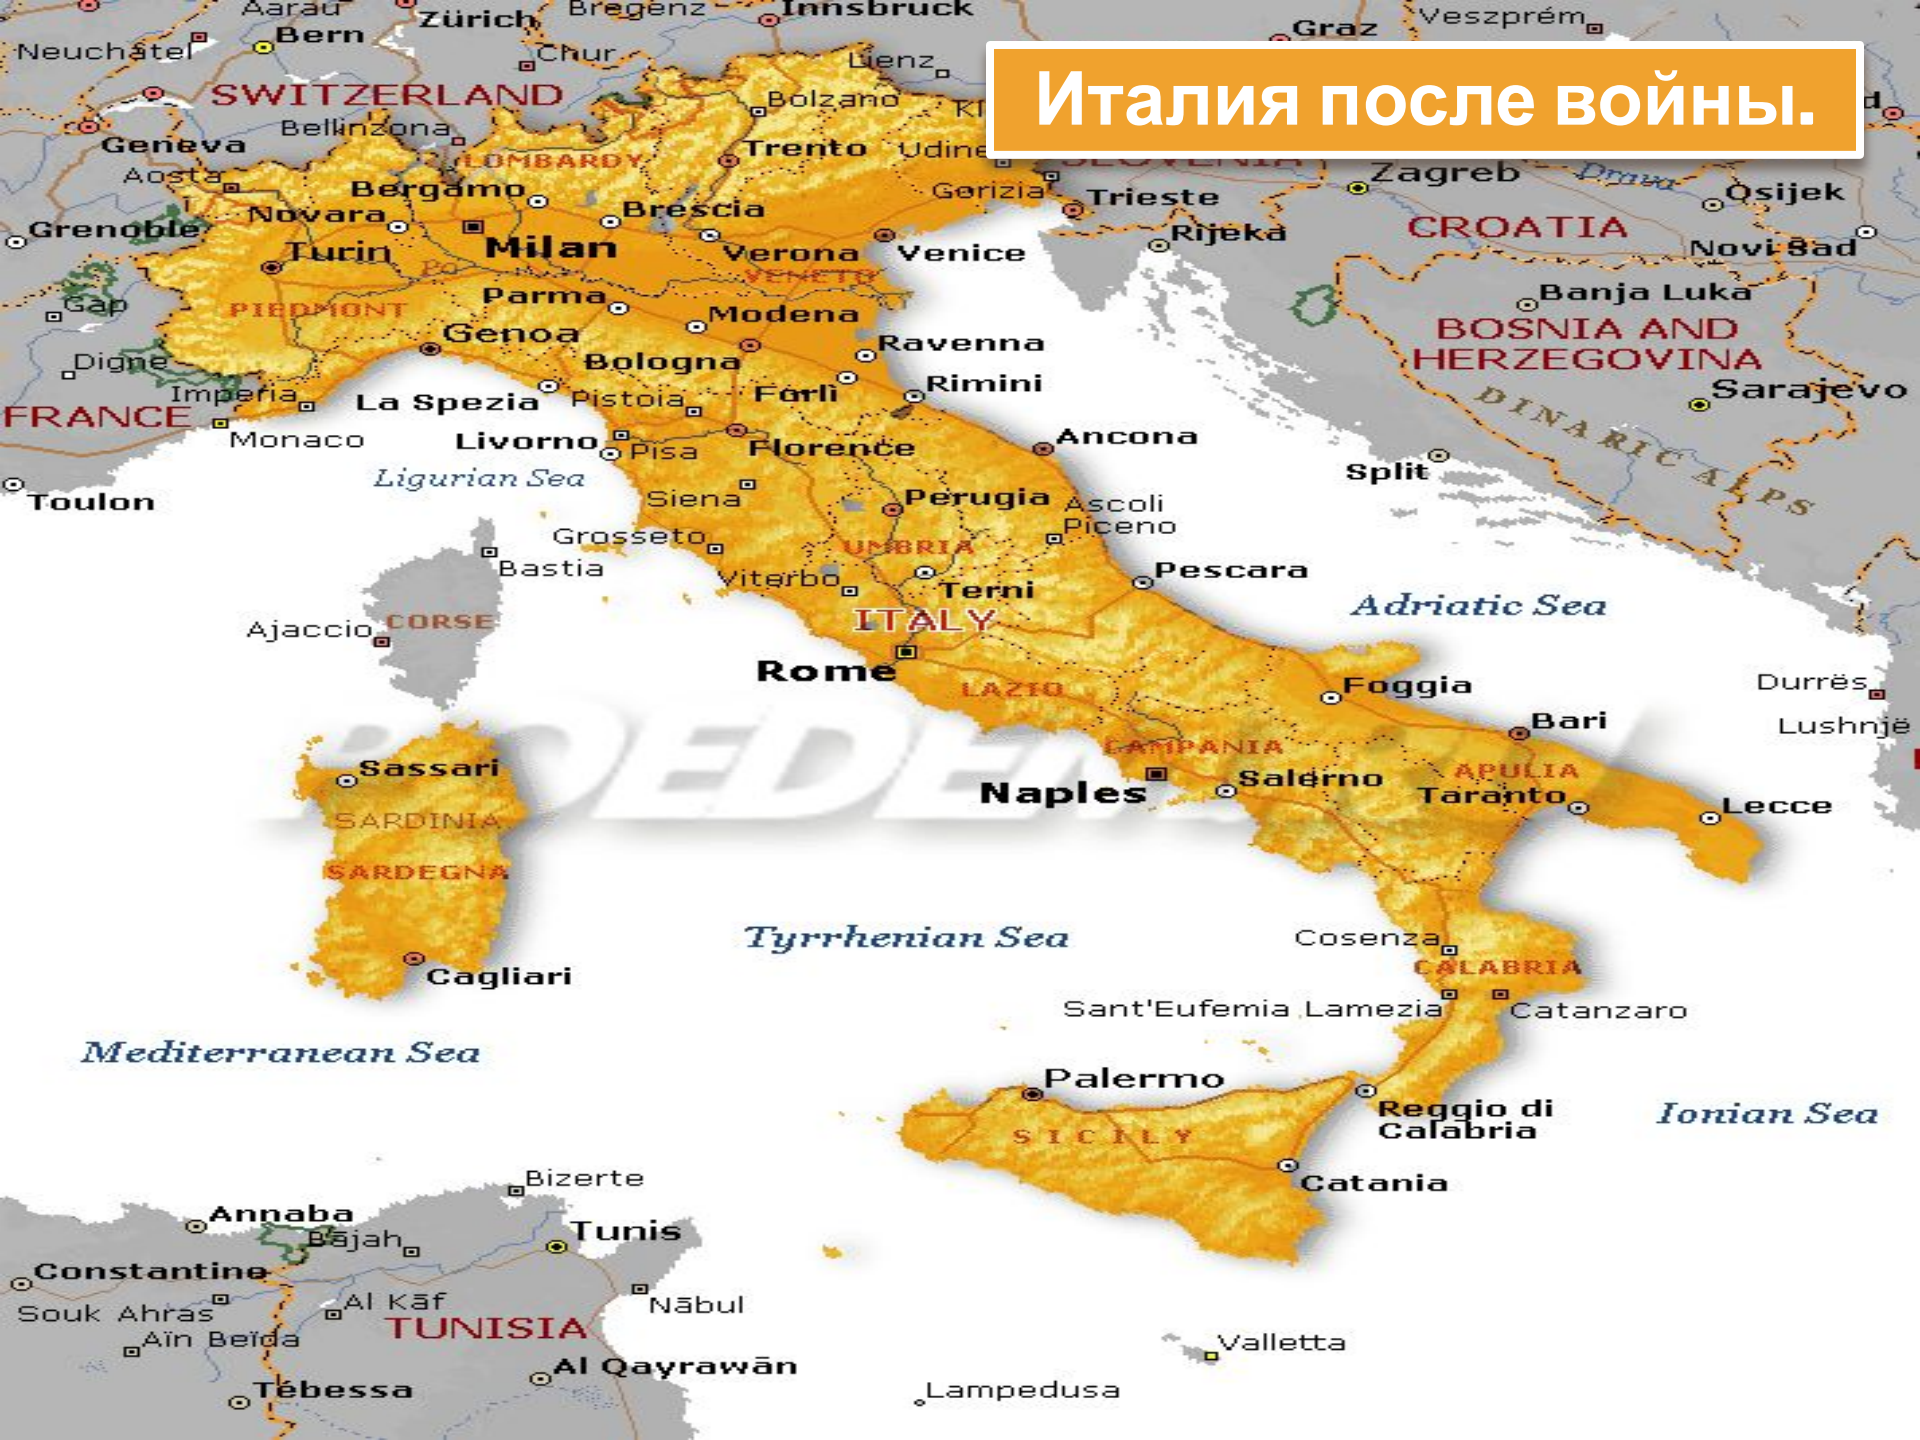 Aarau
Zürich
Bregenz
Innsbruck
Graz
Veszprém
Neuchâtel
Bern
Chur
Lienz
Италия после войны.
SWITZERLAND
Bolzano
Bellinzona
LOMBARDY
Trento
Udine
SLOVENIA
Geneva
Aosta
Bergamo
Gorizia
Trieste
Zagreb
Drava
Osijek
Grenoble
Novara
Brescia
Rijeka
CROATIA
Novi Sad
Turin
Po
Milan
Verona
VENETO
Venice
Gap
PIEDMONT
Parma
Modena
Banja Luka
BOSNIA AND
HERZEGOVINA
Genoa
Bologna
Ravenna
Digne
Imperia
La Spezia
Pistoia
Forlì
Rimini
DINARIC ALPS
Sarajevo
FRANCE
Monaco
Livorno
Pisa
Florence
Ancona
Split
Toulon
Ligurian Sea
Siena
Perugia
Ascoli
Piceno
Grosseto
UMBRIA
Bastia
Viterbo
Terni
Pescara
Adriatic Sea
Ajaccio
CORSE
ITALY
Rome
LAZIO
Foggia
Durrës
Bari
Lushnjë
CAMPANIA
Sassari
Naples
Salerno
APULIA
Taranto
Lecce
SARDINIA
SARDEGNA
Tyrrhenian Sea
Cosenza
CALABRIA
Cagliari
Sant'Eufemia Lamezia
Catanzaro
Mediterranean Sea
Palermo
Reggio di
Calabria
Ionian Sea
SICILY
Catania
Bizerte
Annaba
Bājah
Tunis
Constantine
Souk Ahras
Al Kāf
Nābul
TUNISIA
Aïn Beïda
Valletta
Al Qayrawān
Tébessa
Lampedusa